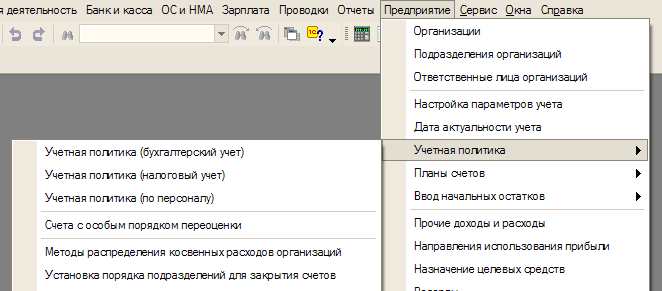 я деятельность Банк и касса ОС и НМА Зарплата Проводки Отчеты Предприятие Сервис Окна Справка
Организации
Подразделения организаций
Ответственные лица организаций
Настройка параметров учета
Дата актуальности учета
Учетная политика
Планы счетов
Ввод начальных остатков
Прочие доходы и расходы
Направления использования прибыли
Назначение целевых средств
Учетная политика (бухгалтерский учет)
Учетная политика (налоговый учет)
Учетная политика (по персоналу)
Счета с особым порядком переоценки
Методы распределения косвенных расходов организаций
Установка порядка подразделений для закрытия счетов